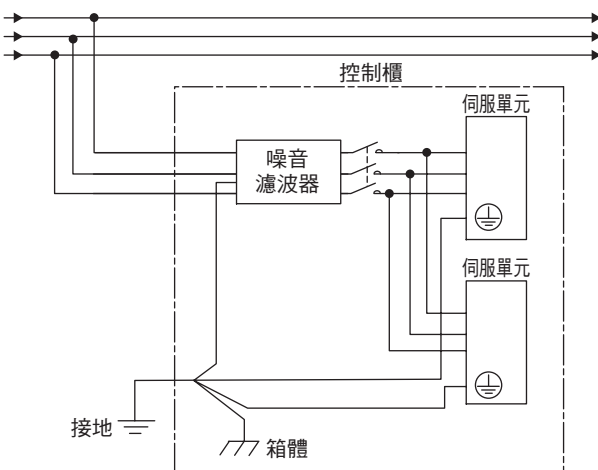 控制櫃
伺服單元
噪音
濾波器
伺服單元
接地
箱體